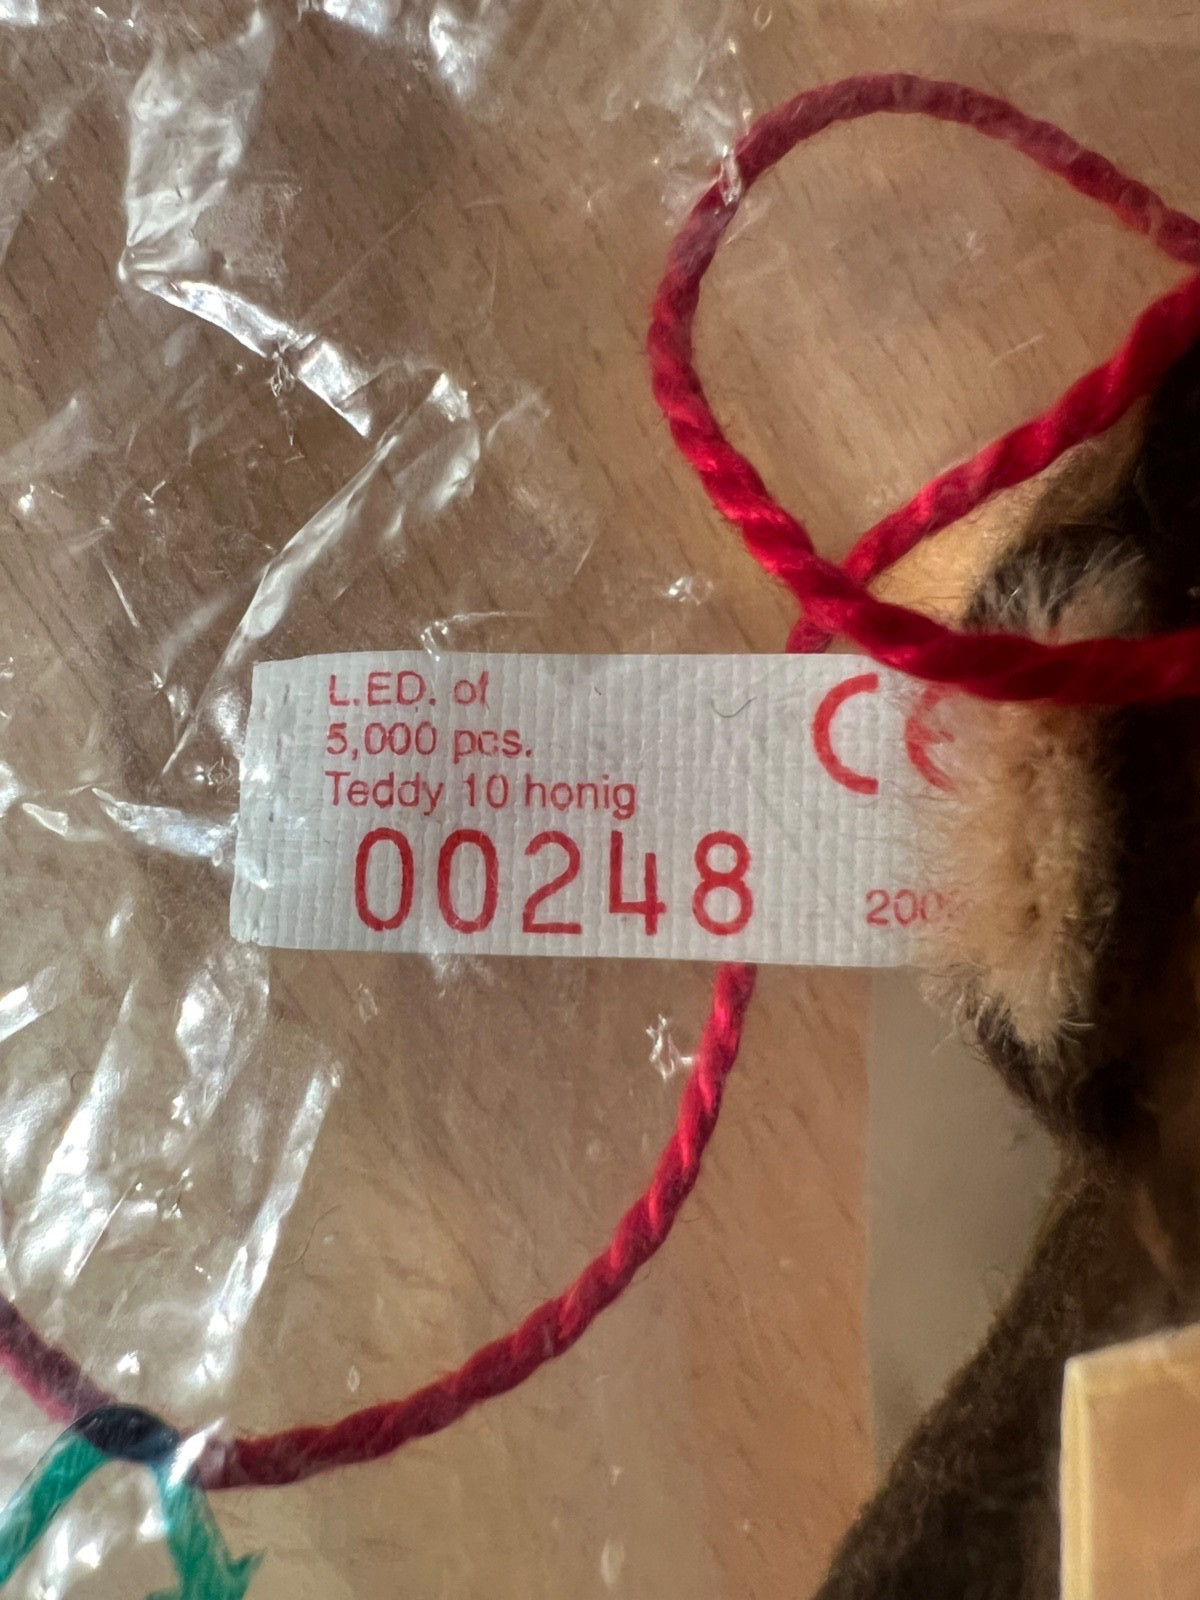 L.ED. of
5,000 pcs.
Teddy 10 honig
00248
CE